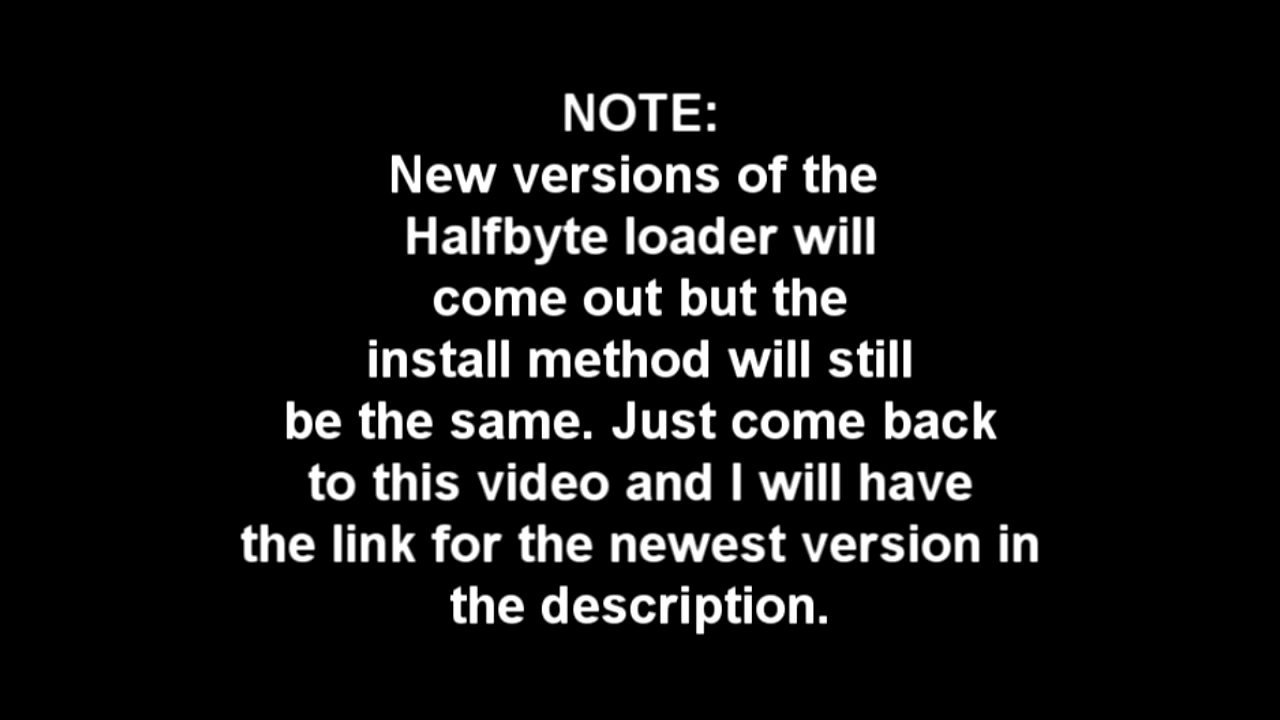 NOTE:
New versions of the
Halfbyte loader will
come out but the
install method will still
be the same. Just come back
to this video and I will have
the link for the newest version in
the description.